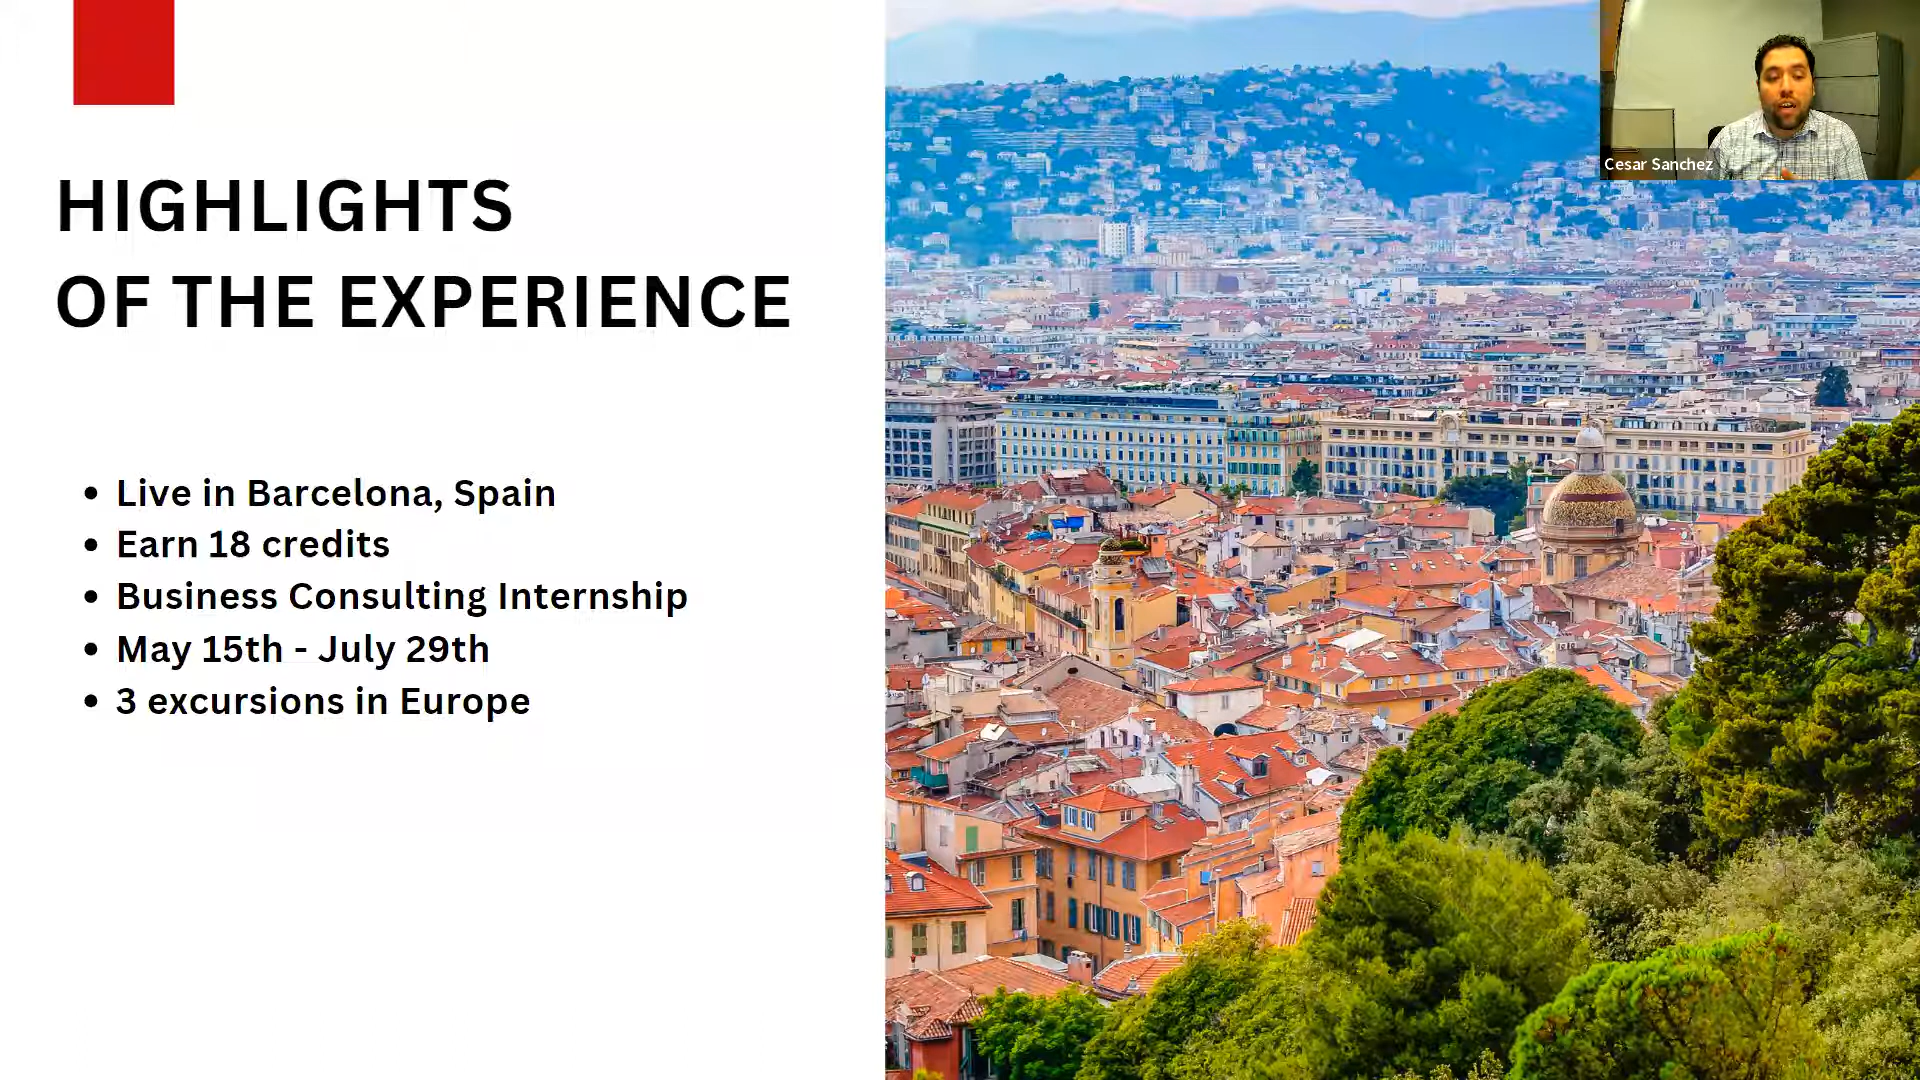 HIGHLIGHTS
OF THE EXPERIENCE
• Live in Barcelona, Spain
• Earn 18 credits
• Business Consulting Internship
• May 15th - July 29th
• 3 excursions in Europe
Cesar Sanchez